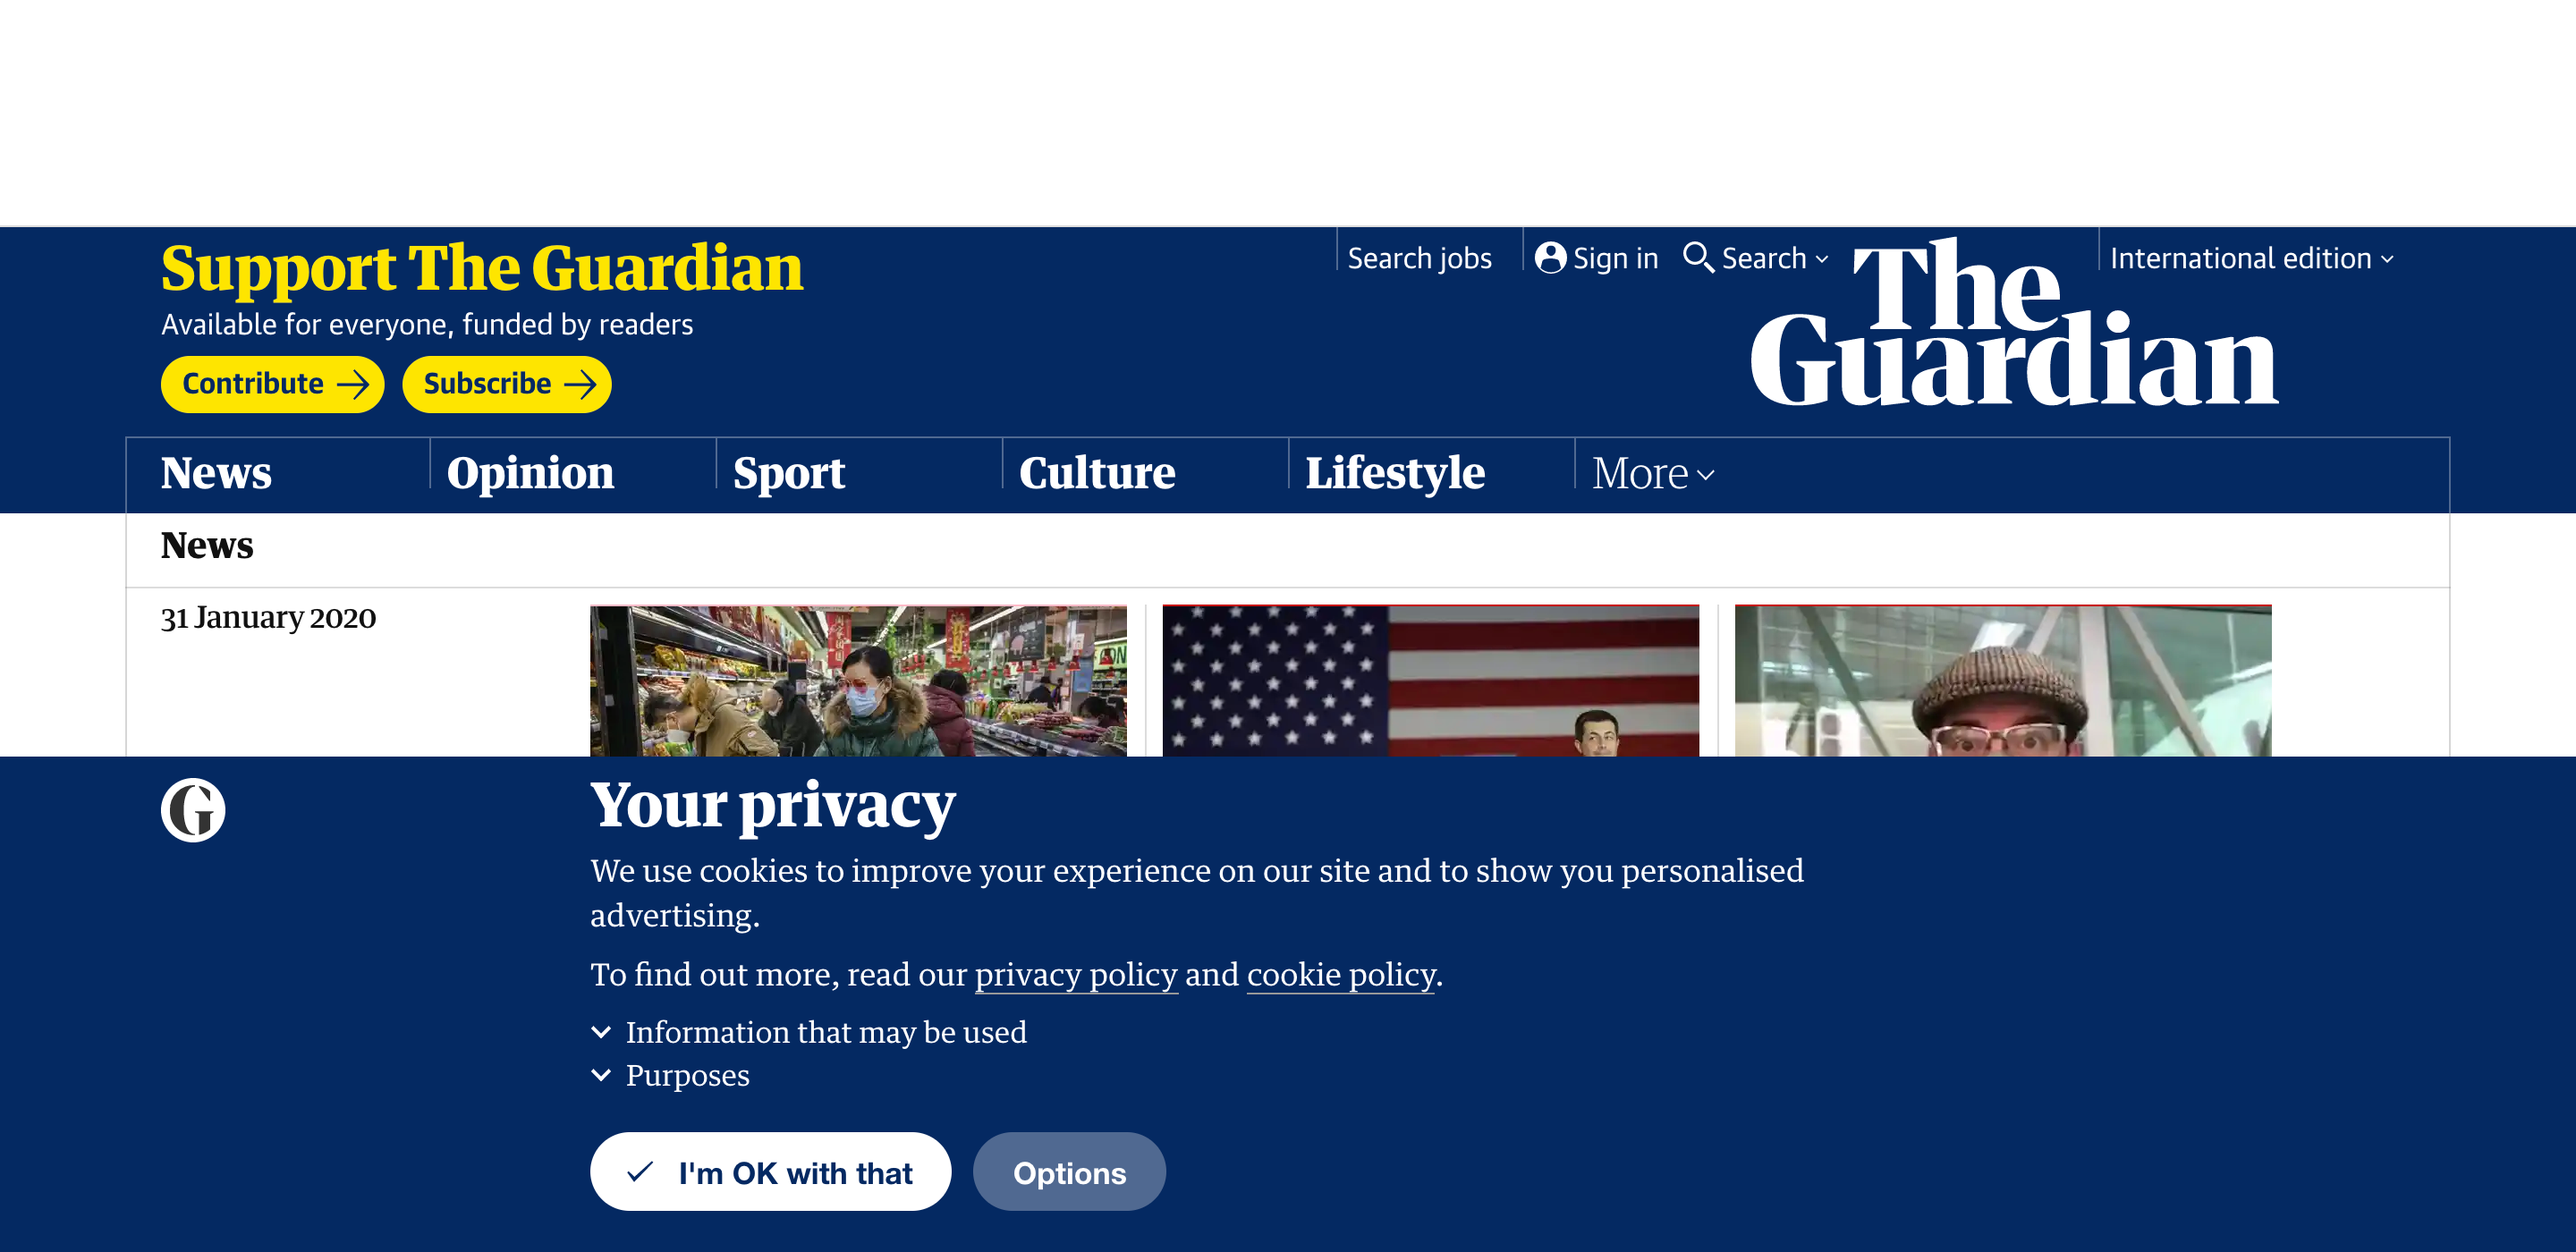 Support The Guardian
Available for everyone, funded by readers
Contribute
Subscribe
Search jobs
Sign in
Search
International edition
The
Guardian
News
Opinion
Sport
Culture
Lifestyle
More
News
31 January 2020
G
Your privacy
We use cookies to improve your experience on our site and to show you personalised
advertising.
To find out more, read our privacy policy and cookie policy.
Information that may be used
Purposes
I'm OK with that
Options